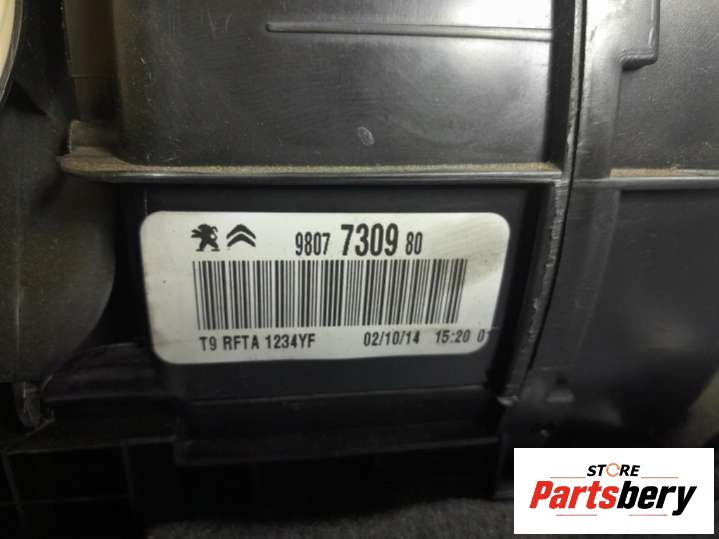 9807 7309 80
T9 RFTA 1234YF 02/10/14 15:20
STORE
Partsbery